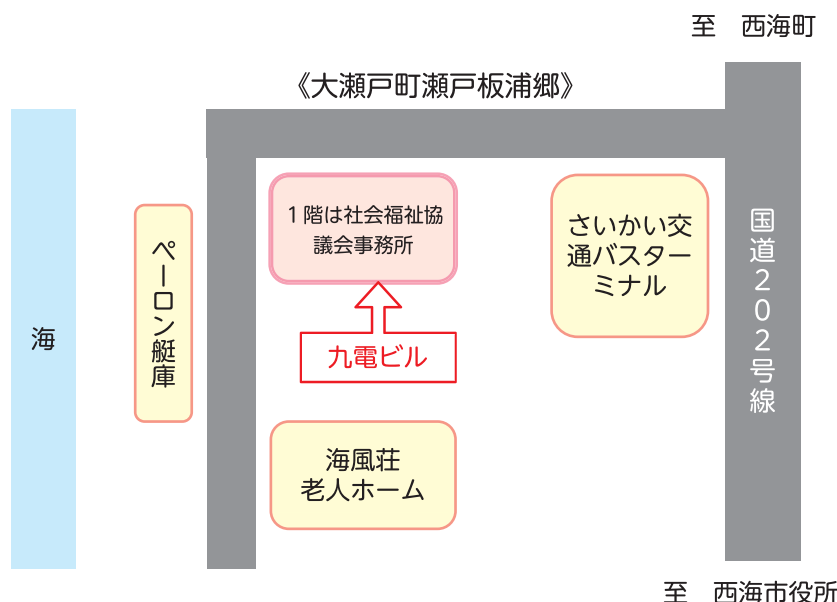 至　西海町
《大瀬戸町瀬戸板浦郷》
１階は社会福祉協
議会事務所
さいかい交
通バスター
ミナル
国道２０２号線
ペーロン艇庫
海
九電ビル
海風荘
老人ホーム
至　西海市役所